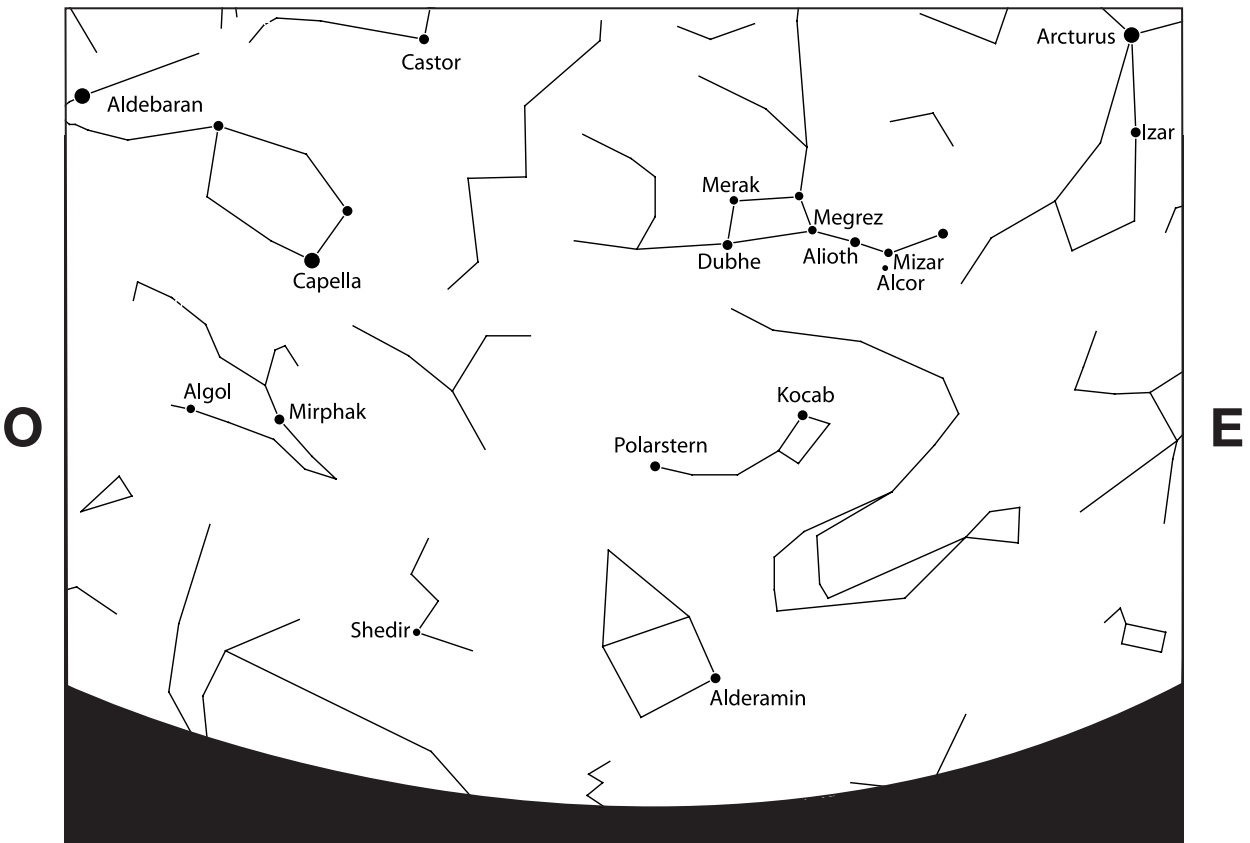 Arcturus
Castor
Aldebaran
Izar
Merak
Megrez
Alioth
Dubhe
Mizar
Alcor
Capella
Algol
Mirphak
Kocab
O
E
Polarstern
Shedir
Alderamin